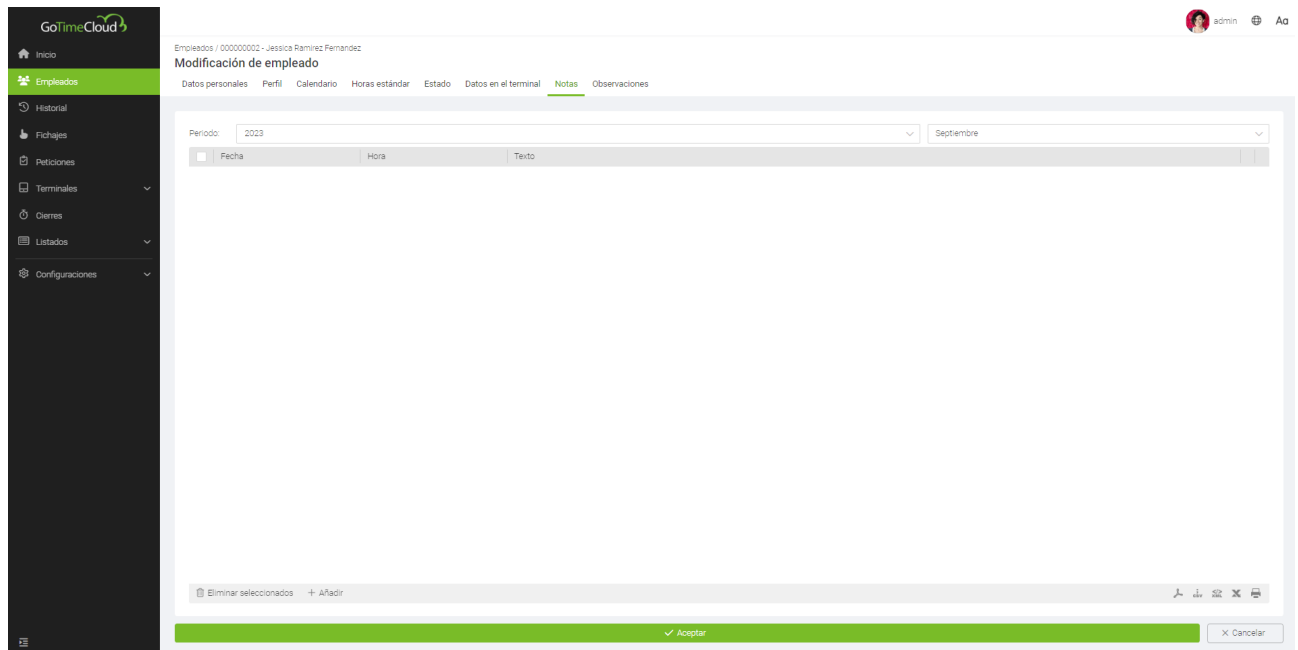 GoTimeCloud
admin Aα
Inicio
Empleados
Historial
Fichajes
Peticiones
Terminales
Cierres
Listados
Configuraciones
Empleados / 000000002 - Jessica Ramirez Fernandez
Modificación de empleado
Datos personales Perfil Calendario Horas estándar Estado Datos en el terminal Notas Observaciones
Periodo: 2023 Septiembre
Fecha Hora Texto
Eliminar seleccionados + Añadir
Aceptar
Cancelar